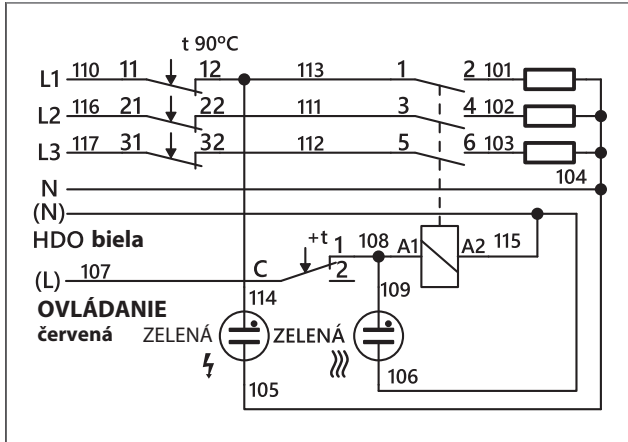 t 90°C
L1 110 11 12 113 1 2 101
L2 116 21 22 111 3 4 102
L3 117 31 32 112 5 6 103
N 104
(N)
HDO biela +t 1 108 A1 A2 115
(L) 107 C 2
OVLÁDANIE 114 109
červená ZELENÁ ZELENÁ
105 106